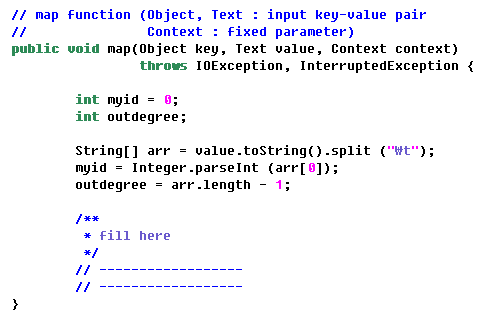 // map function (Object, Text : input key-value pair
//               Context : fixed parameter)
public void map(Object key, Text value, Context context)
                throws IOException, InterruptedException {
        int myid = 0;
        int outdegree;
        String[] arr = value.toString().split ("₩t");
        myid = Integer.parseInt (arr[0]);
        outdegree = arr.length - 1;
        /**
         * fill here
         */
        // ------------------
        // ------------------
}